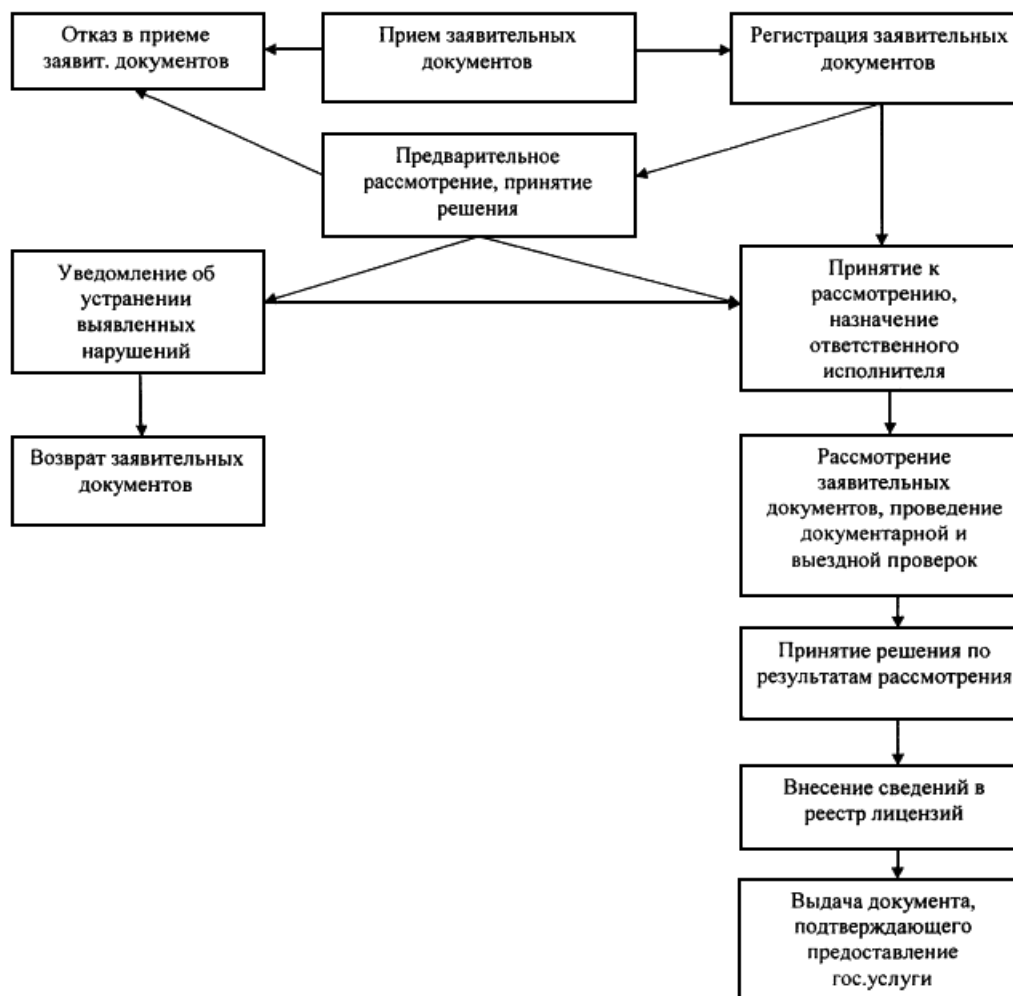 Отказ в приеме
заявит. документов
Прием заявительных
документов
Регистрация заявительных
документов
Предварительное
рассмотрение, принятие
решения
Уведомление об
устранении
выявленных
нарушений
Принятие к
рассмотрению,
назначение
ответственного
исполнителя
Возврат заявительных
документов
Рассмотрение
заявительных
документов, проведение
документарной и
выездной проверок
Принятие решения по
результатам рассмотрения
Внесение сведений в
реестр лицензий
Выдача документа,
подтверждающего
предоставление
гос.услуги